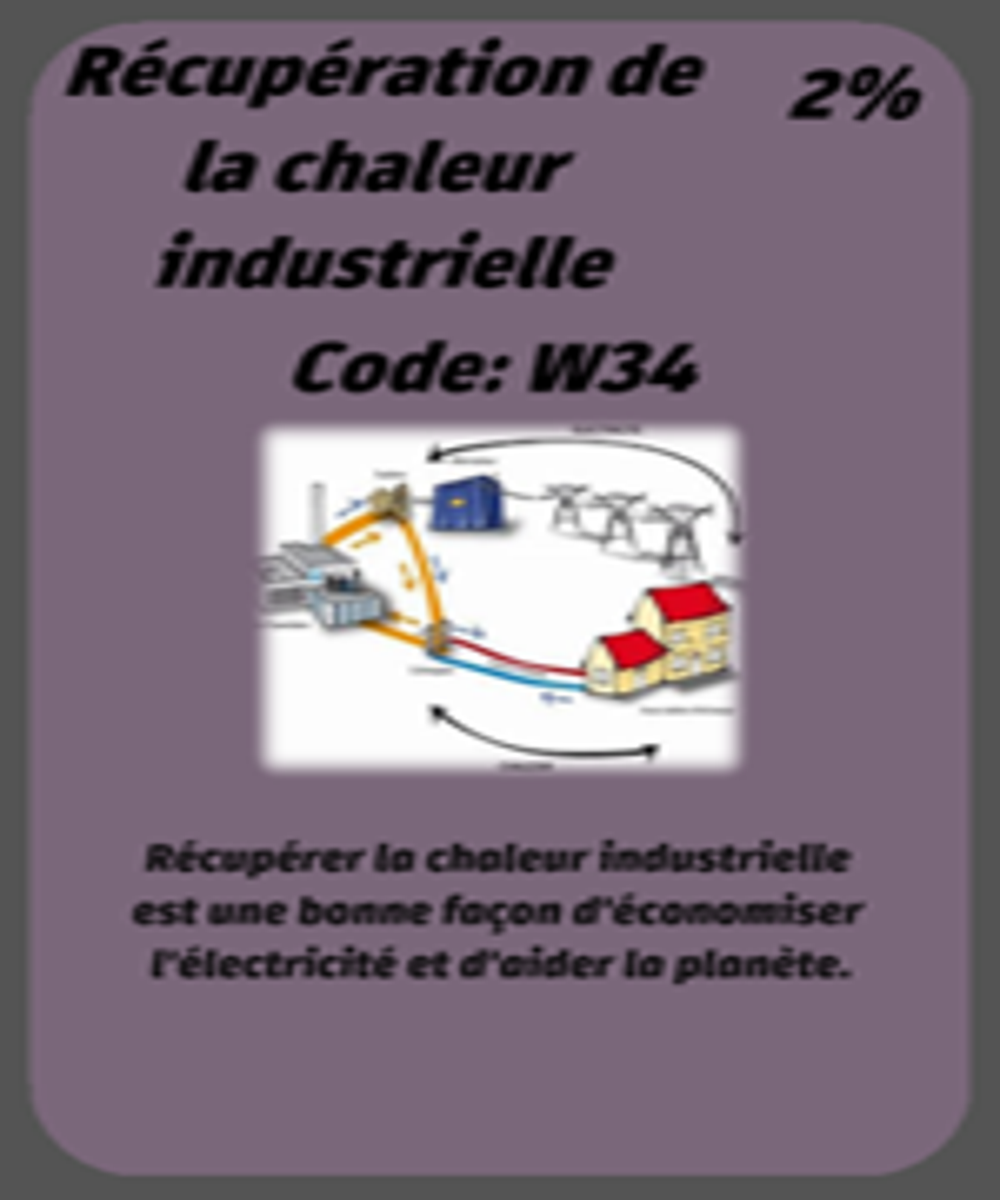 Récupération de
2%
la chaleur
industrielle
Code: W34
Récupérer la chaleur industrielle
est une bonne façon d'économiser
l'électricité et d'aider la planète.